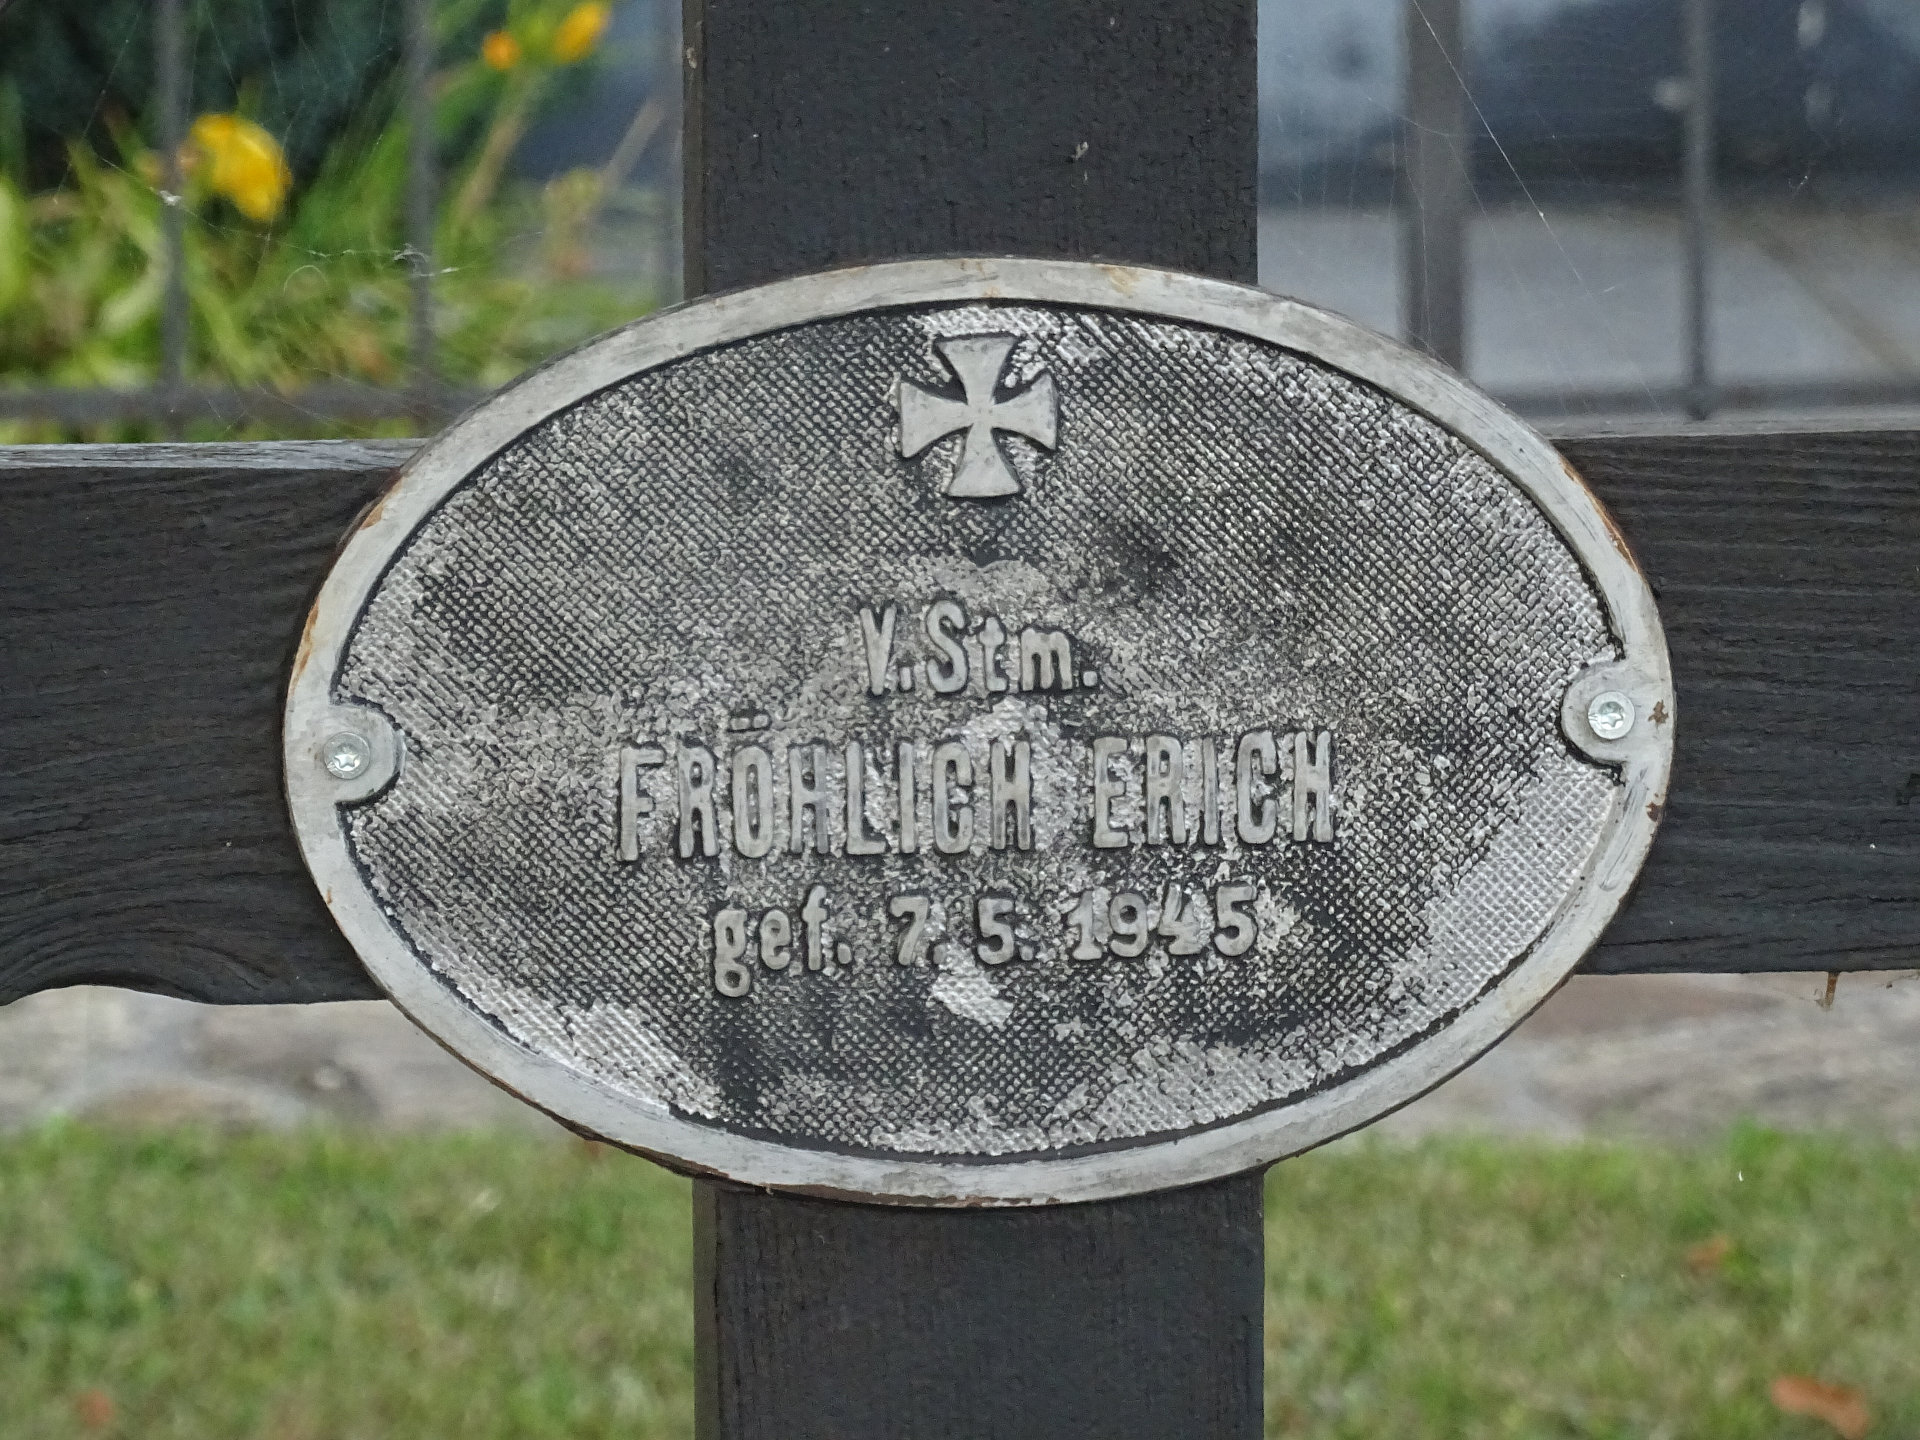 V.Stm.
FRÖHLICH ERICH
gef. 7. 5. 1945